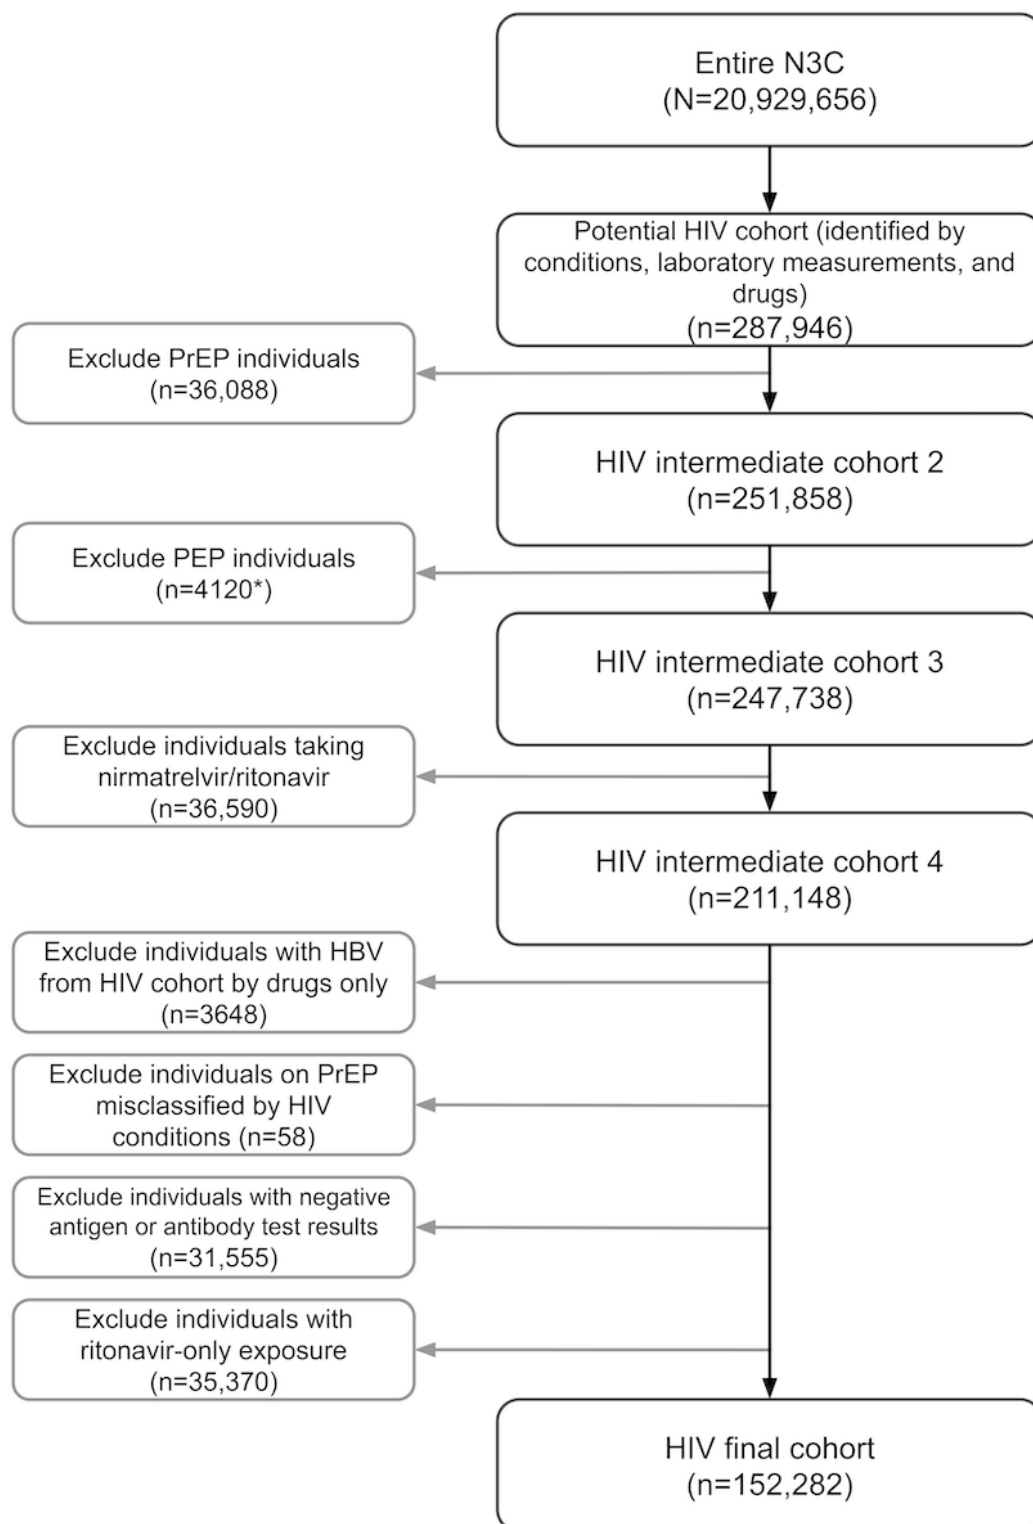 Entire N3C
(N=20,929,656)
Potential HIV cohort (identified by
conditions, laboratory measurements, and
drugs)
(n=287,946)
Exclude PrEP individuals
(n=36,088)
HIV intermediate cohort 2
(n=251,858)
Exclude PEP individuals
(n=4120*)
HIV intermediate cohort 3
(n=247,738)
Exclude individuals taking
nirmatrelvir/ritonavir
(n=36,590)
HIV intermediate cohort 4
(n=211,148)
Exclude individuals with HBV
from HIV cohort by drugs only
(n=3648)
Exclude individuals on PrEP
misclassified by HIV
conditions (n=58)
Exclude individuals with negative
antigen or antibody test results
(n=31,555)
Exclude individuals with
ritonavir-only exposure
(n=35,370)
HIV final cohort
(n=152,282)